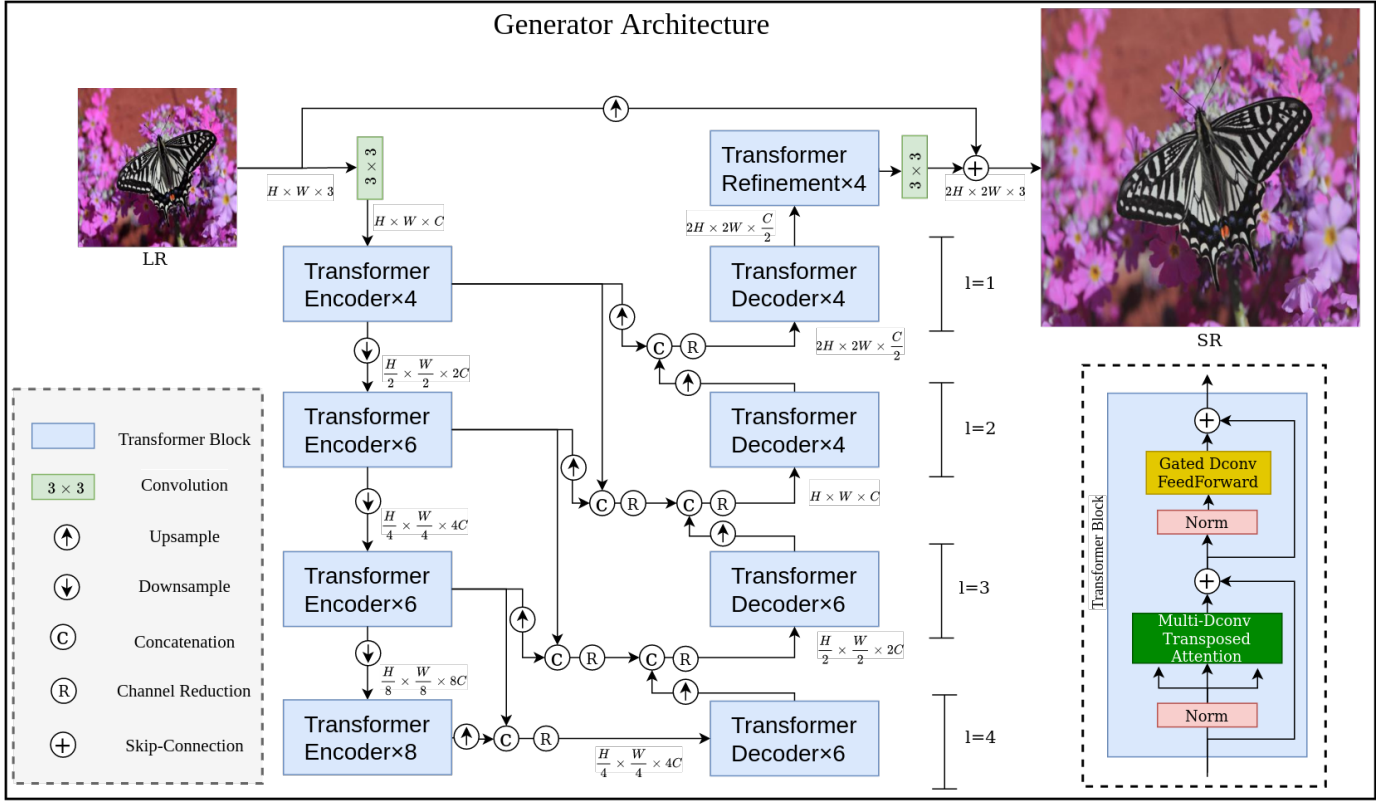 Generator Architecture
LR
H × W × 3
3 × 3
H × W × C
Transformer
Encoder×4
H/2 × W/2 × 2C
Transformer
Encoder×6
H/4 × W/4 × 4C
Transformer
Encoder×6
H/8 × W/8 × 8C
Transformer
Encoder×8
C
R
H/4 × W/4 × 4C
Transformer
Decoder×6
l=4
C
R
C
R
H/2 × W/2 × 2C
Transformer
Decoder×6
l=3
C
R
C
R
H × W × C
Transformer
Decoder×4
l=2
C
R
2H × 2W × C/2
Transformer
Decoder×4
l=1
2H × 2W × C/2
Transformer
Refinement×4
3 × 3
+
2H × 2W × 3
SR
Transformer Block
3 × 3
Convolution
Upsample
Downsample
C
Concatenation
R
Channel Reduction
+
Skip-Connection
Transformer Block
+
Gated Dconv
FeedForward
Norm
+
Multi-Dconv
Transposed
Attention
Norm